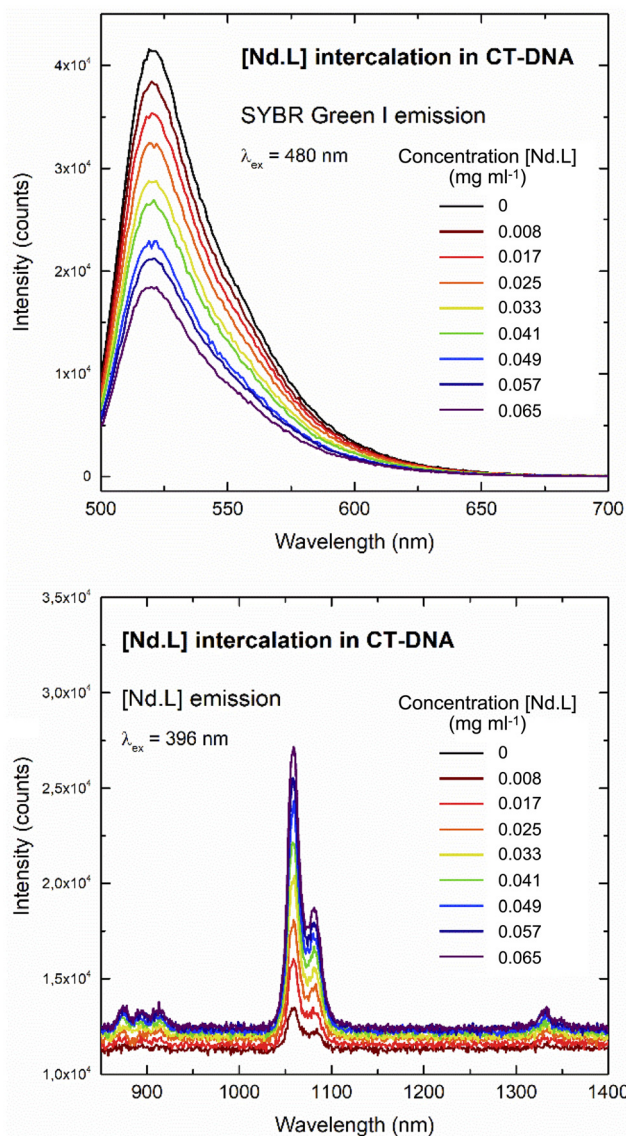 [Nd.L] intercalation in CT-DNA
SYBR Green I emission
λex = 480 nm
Concentration [Nd.L]
(mg ml-1)
0
0.008
0.017
0.025
0.033
0.041
0.049
0.057
0.065
Intensity (counts)
4x10⁴
3x10⁴
2x10⁴
1x10⁴
0
500 550 600 650 700
Wavelength (nm)
[Nd.L] intercalation in CT-DNA
[Nd.L] emission
λex = 396 nm
Concentration [Nd.L]
(mg ml-1)
0
0.008
0.017
0.025
0.033
0.041
0.049
0.057
0.065
Intensity (counts)
3,5x10⁴
3,0x10⁴
2,5x10⁴
2,0x10⁴
1,5x10⁴
1,0x10⁴
900 1000 1100 1200 1300 1400
Wavelength (nm)